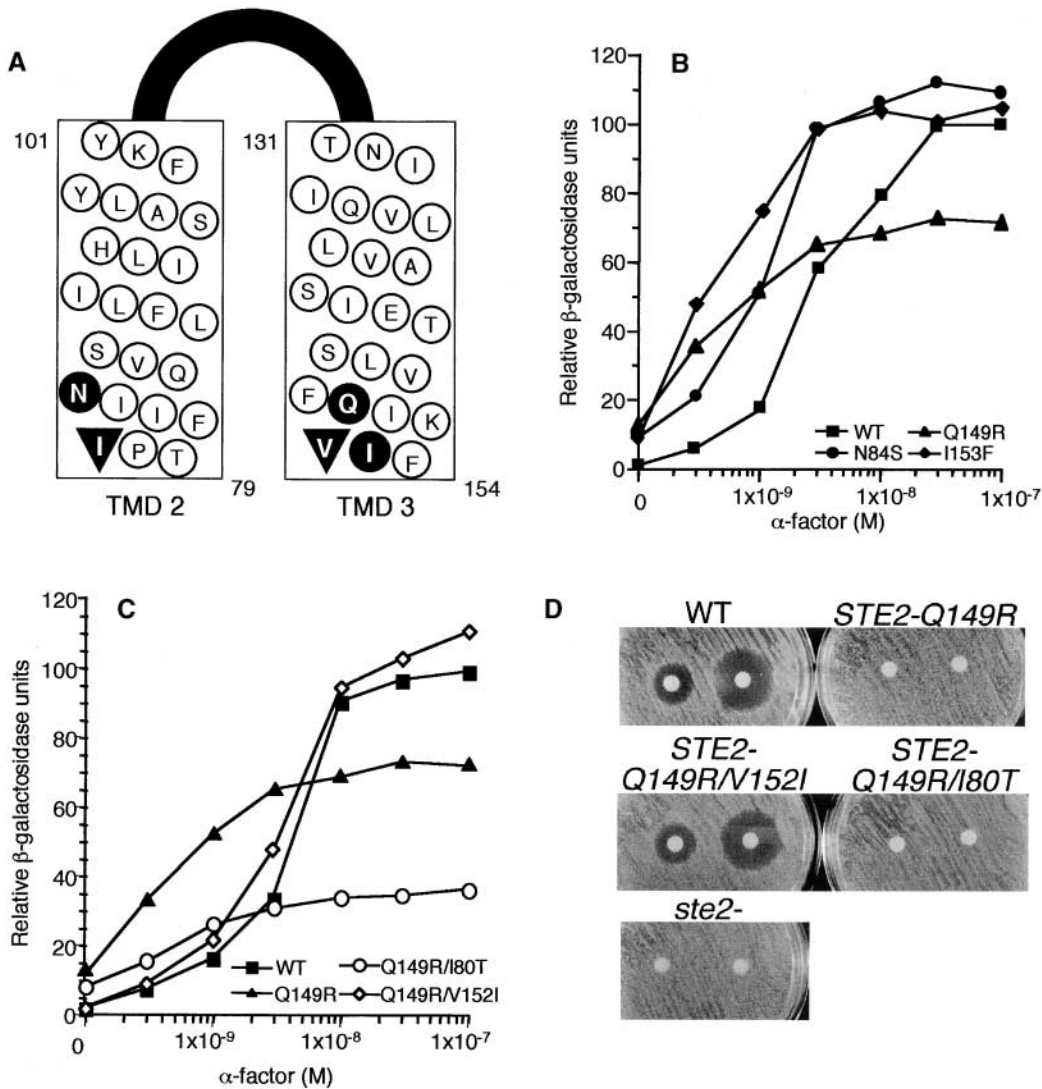 A
101
131
Y K F
Y L A S
H L I
I L F L
S V Q
N I I F
I P T
79
TMD 2
T N I
I Q V L
L V A
S I E T
S L V
F Q I K
V I F
154
TMD 3
B
Relative β-galactosidase units
120
100
80
60
40
20
0
WT
Q149R
N84S
I153F
0
1x10-9
1x10-8
1x10-7
α-factor (M)
C
Relative β-galactosidase units
120
100
80
60
40
20
0
WT
Q149R/I80T
Q149R
Q149R/V152I
0
1x10-9
1x10-8
1x10-7
α-factor (M)
D
WT
STE2-Q149R
STE2-
Q149R/V152I
STE2-
Q149R/I80T
ste2-